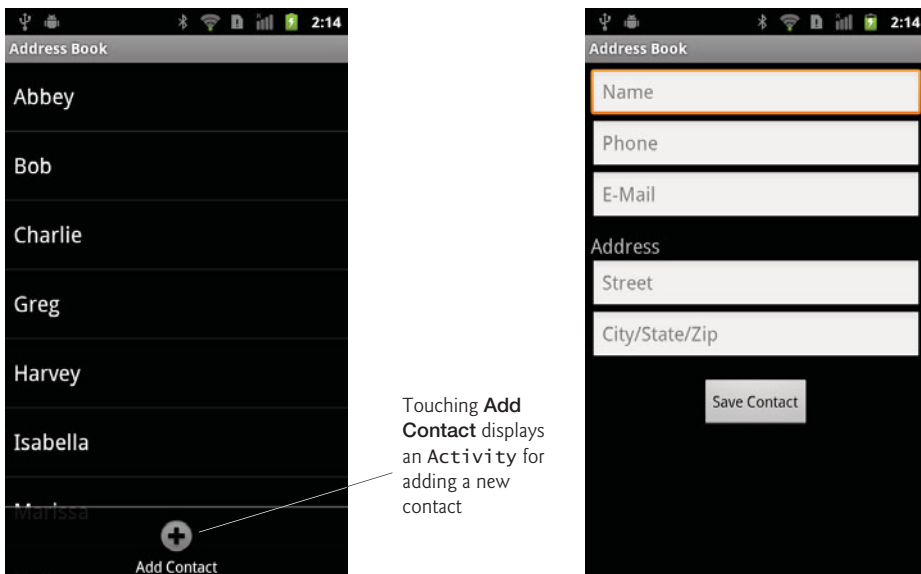 2:14
Address Book
Abbey
Bob
Charlie
Greg
Harvey
Isabella
Marissa
Add Contact
Touching Add
Contact displays
an Activity for
adding a new
contact
2:14
Address Book
Name
Phone
E-Mail
Address
Street
City/State/Zip
Save Contact